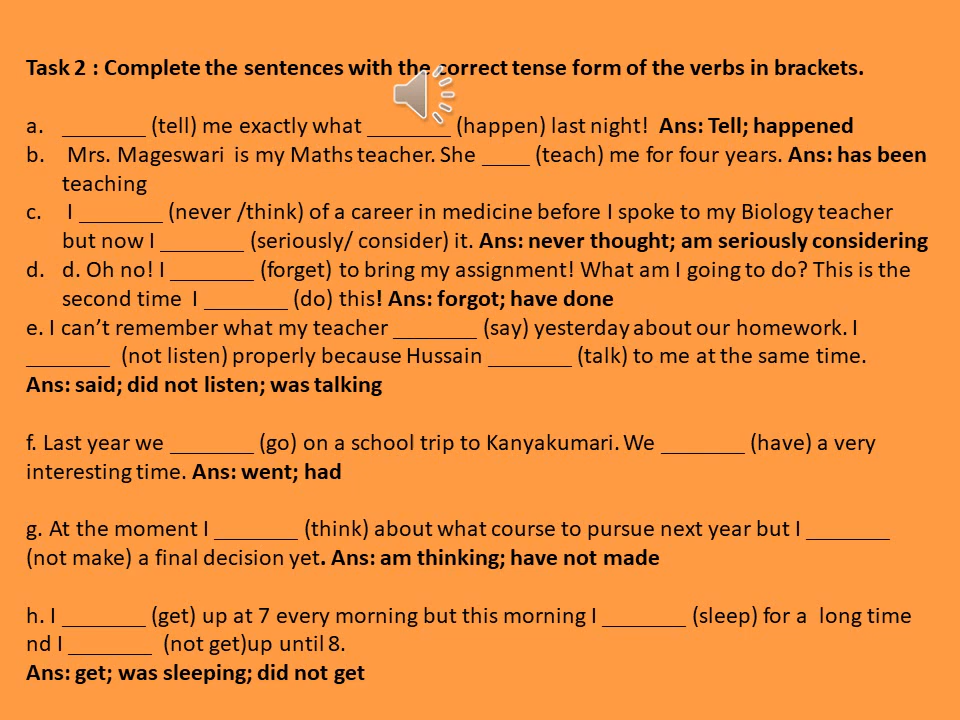 Task 2 : Complete the sentences with the correct tense form of the verbs in brackets.
a. _______ (tell) me exactly what _______ (happen) last night! Ans: Tell; happened
b. Mrs. Mageswari is my Maths teacher. She ____ (teach) me for four years. Ans: has been
teaching
c. I _______ (never /think) of a career in medicine before I spoke to my Biology teacher
but now I _______ (seriously/ consider) it. Ans: never thought; am seriously considering
d. d. Oh no! I _______ (forget) to bring my assignment! What am I going to do? This is the
second time I _______ (do) this! Ans: forgot; have done
e. I can’t remember what my teacher _______ (say) yesterday about our homework. I
_______ (not listen) properly because Hussain _______ (talk) to me at the same time.
Ans: said; did not listen; was talking
f. Last year we _______ (go) on a school trip to Kanyakumari. We _______ (have) a very
interesting time. Ans: went; had
g. At the moment I _______ (think) about what course to pursue next year but I _______
(not make) a final decision yet. Ans: am thinking; have not made
h. I _______ (get) up at 7 every morning but this morning I _______ (sleep) for a long time
nd I _______ (not get)up until 8.
Ans: get; was sleeping; did not get